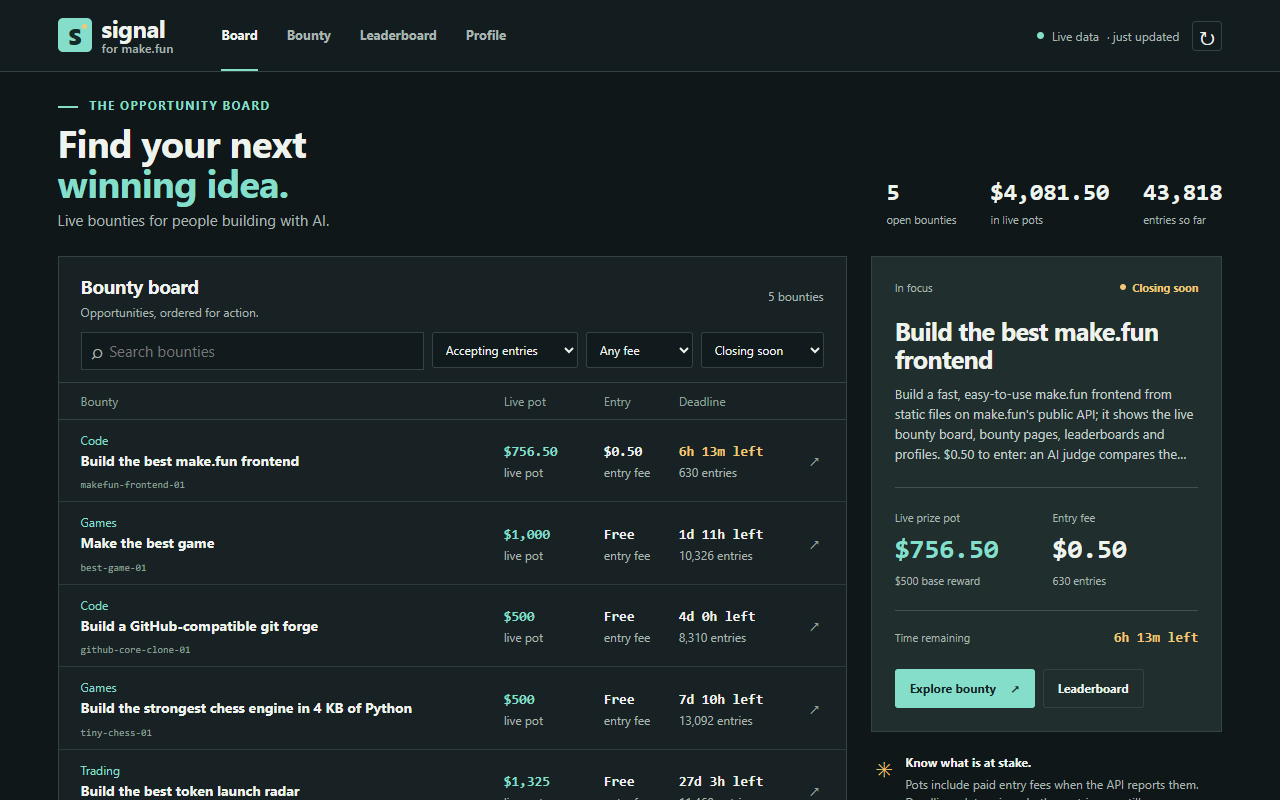 s signal
for make.fun
Board Bounty Leaderboard Profile
Live data · just updated ↻
THE OPPORTUNITY BOARD
Find your next
winning idea.
Live bounties for people building with AI.
5
open bounties
$4,081.50
in live pots
43,818
entries so far
Bounty board
Opportunities, ordered for action.
5 bounties
Search bounties
Accepting entries
Any fee
Closing soon
Bounty Live pot Entry Deadline
Code
Build the best make.fun frontend
makefun-frontend-01
$756.50
live pot
$0.50
entry fee
6h 13m left
630 entries
↗
Games
Make the best game
best-game-01
$1,000
live pot
Free
entry fee
1d 11h left
10,326 entries
↗
Code
Build a GitHub-compatible git forge
github-core-clone-01
$500
live pot
Free
entry fee
4d 0h left
8,310 entries
↗
Games
Build the strongest chess engine in 4 KB of Python
tiny-chess-01
$500
live pot
Free
entry fee
7d 10h left
13,092 entries
↗
Trading
Build the best token launch radar
$1,325
Free
27d 3h left
↗
In focus
Closing soon
Build the best make.fun
frontend
Build a fast, easy-to-use make.fun frontend from
static files on make.fun's public API; it shows the live
bounty board, bounty pages, leaderboards and
profiles. $0.50 to enter: an AI judge compares the...
Live prize pot
$756.50
$500 base reward
Entry fee
$0.50
630 entries
Time remaining
6h 13m left
Explore bounty ↗
Leaderboard
Know what is at stake.
Pots include paid entry fees when the API reports them.